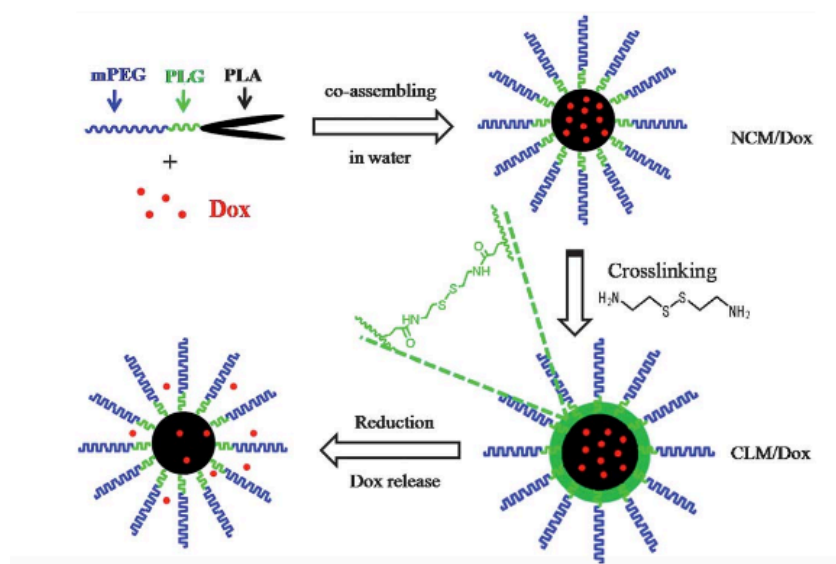 mPEG PLG PLA
+
Dox
co-assembling
in water
NCM/Dox
Crosslinking
H2N S S NH2
O
NH
S
S
HN
O
CLM/Dox
Reduction
Dox release